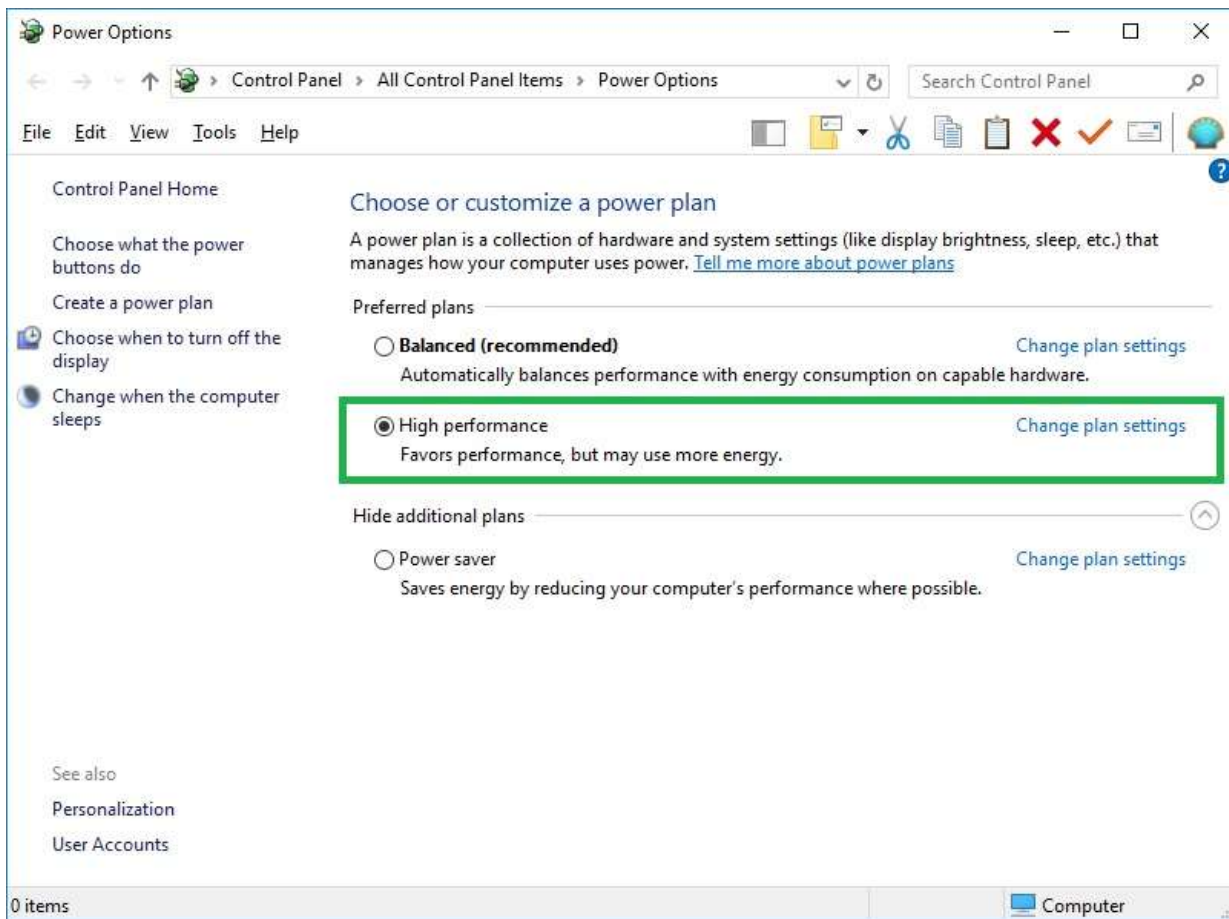 Power Options
Control Panel > All Control Panel Items > Power Options
Search Control Panel
File Edit View Tools Help
Control Panel Home
Choose what the power
buttons do
Create a power plan
Choose when to turn off the
display
Change when the computer
sleeps
Choose or customize a power plan
A power plan is a collection of hardware and system settings (like display brightness, sleep, etc.) that
manages how your computer uses power. Tell me more about power plans
Preferred plans
Balanced (recommended) Change plan settings
Automatically balances performance with energy consumption on capable hardware.
High performance Change plan settings
Favors performance, but may use more energy.
Hide additional plans
Power saver Change plan settings
Saves energy by reducing your computer's performance where possible.
See also
Personalization
User Accounts
0 items
Computer